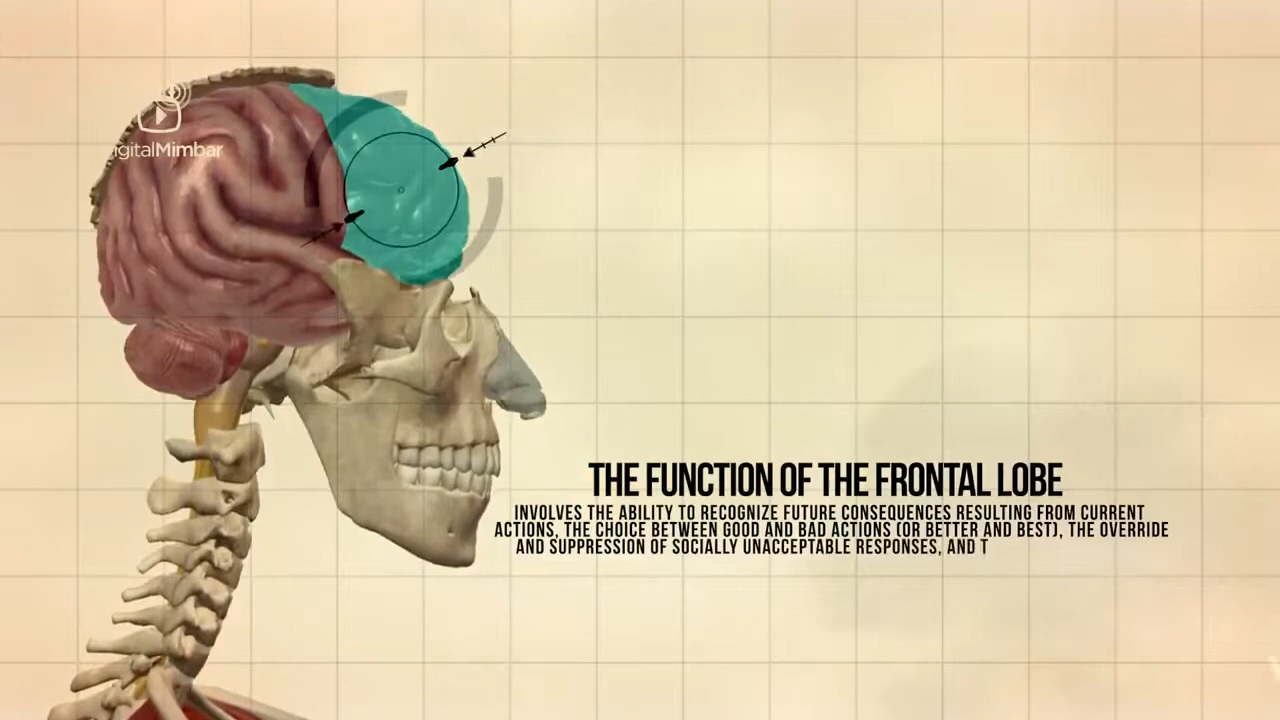 igitalMimbar
THE FUNCTION OF THE FRONTAL LOBE
INVOLVES THE ABILITY TO RECOGNIZE FUTURE CONSEQUENCES RESULTING FROM CURRENT
ACTIONS, THE CHOICE BETWEEN GOOD AND BAD ACTIONS (OR BETTER AND BEST), THE OVERRIDE
AND SUPPRESSION OF SOCIALLY UNACCEPTABLE RESPONSES, AND T